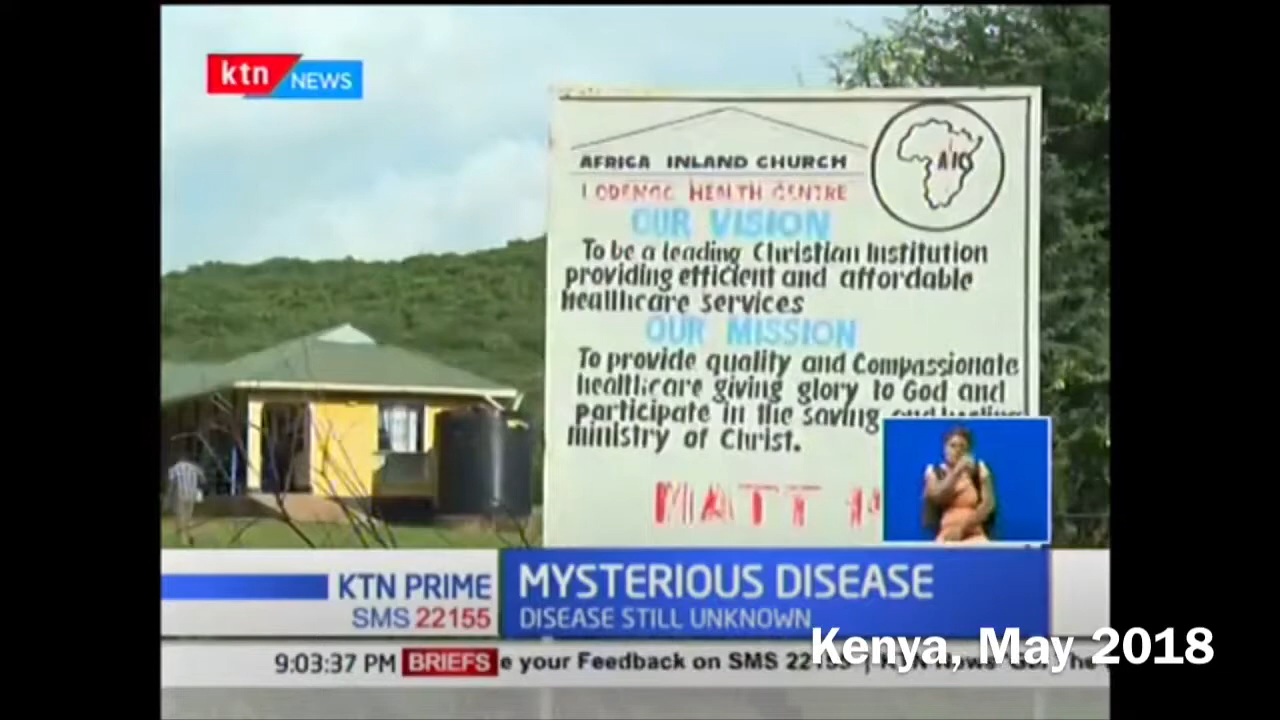 ktn NEWS
AFRICA INLAND CHURCH
AIC
HEALTH CENTRE
OUR VISION
To be a leading Christian Institution
providing efficient and affordable
healthcare services
OUR MISSION
To provide quality and Compassionate
healthcare giving glory to God and
participate in the saving and healing
ministry of Christ.
MATT
KTN PRIME
SMS 22155
MYSTERIOUS DISEASE
DISEASE STILL UNKNOWN
Kenya, May 2018
9:03:37 PM BRIEFS e your Feedback on SMS